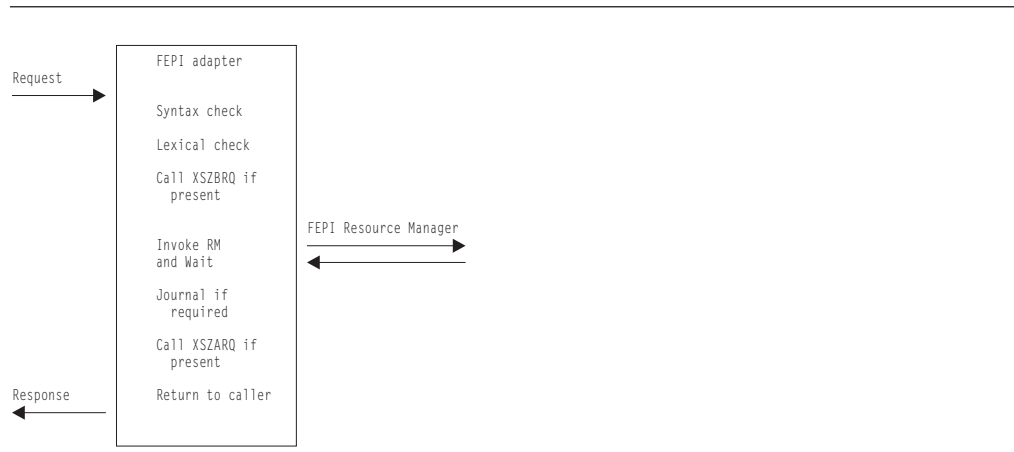 FEPI adapter
Request
Syntax check
Lexical check
Call XSZBRQ if
present
FEPI Resource Manager
Invoke RM
and Wait
Journal if
required
Call XSZARQ if
present
Response
Return to caller